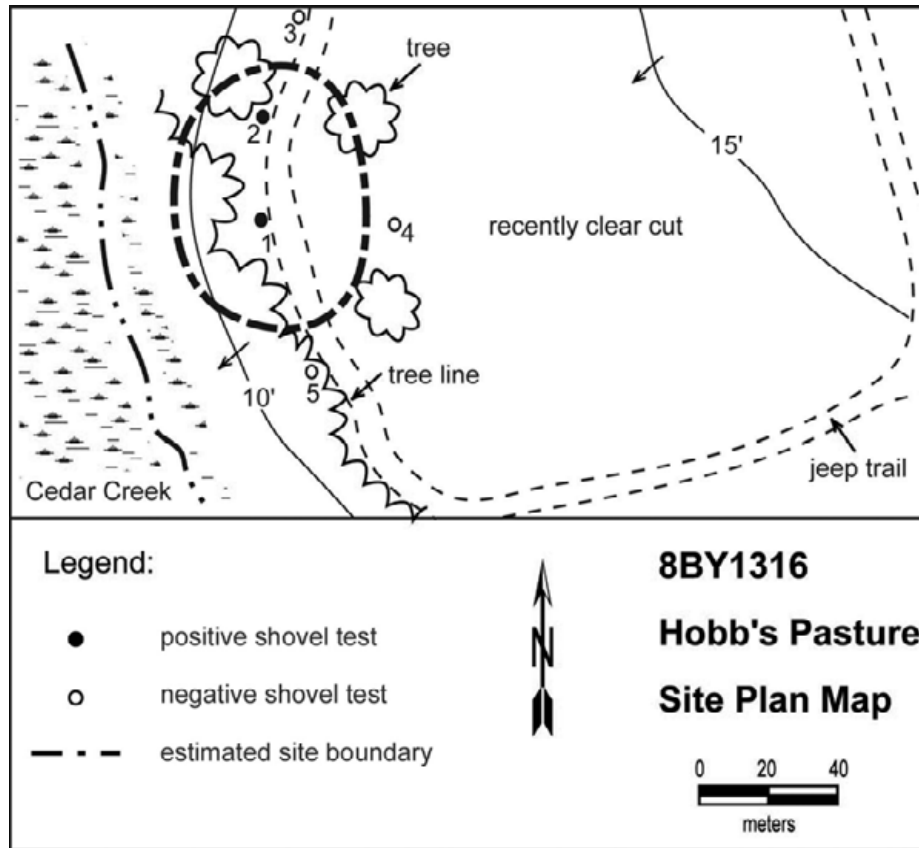 3
tree
2
15'
1
4
recently clear cut
5
tree line
10'
jeep trail
Cedar Creek
Legend:
positive shovel test
negative shovel test
estimated site boundary
N
8BY1316
Hobb's Pasture
Site Plan Map
0 20 40
meters